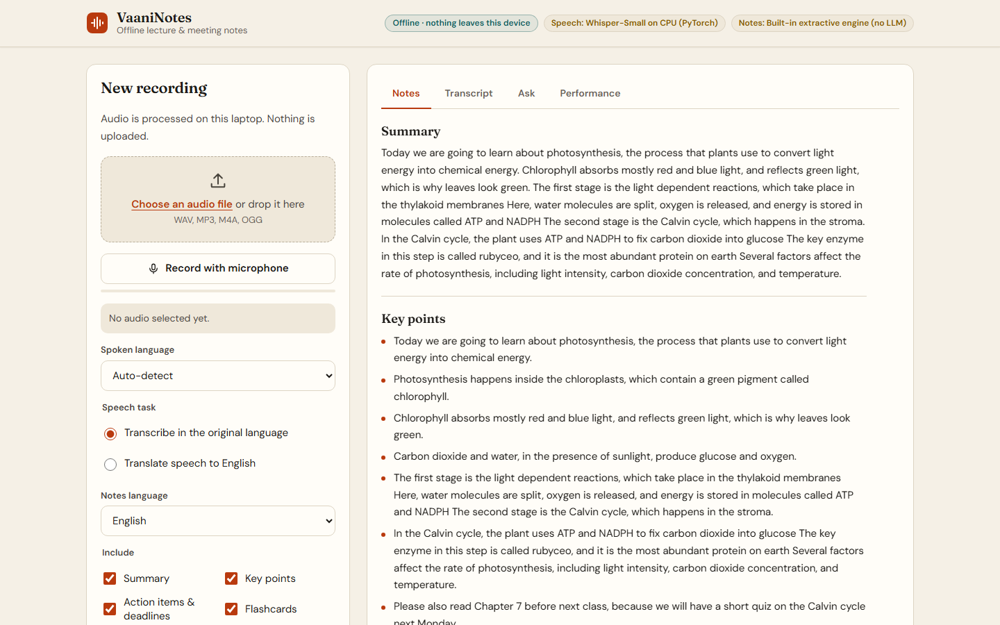 VaaniNotes
Offline lecture & meeting notes
Offline · nothing leaves this device
Speech: Whisper-Small on CPU (PyTorch)
Notes: Built-in extractive engine (no LLM)
New recording
Audio is processed on this laptop. Nothing is
uploaded.
Choose an audio file or drop it here
WAV, MP3, M4A, OGG
Record with microphone
No audio selected yet.
Spoken language
Auto-detect
Speech task
Transcribe in the original language
Translate speech to English
Notes language
English
Include
Summary
Key points
Action items &
deadlines
Flashcards
Notes
Transcript
Ask
Performance
Summary
Today we are going to learn about photosynthesis, the process that plants use to convert light
energy into chemical energy. Chlorophyll absorbs mostly red and blue light, and reflects green light,
which is why leaves look green. The first stage is the light dependent reactions, which take place in
the thylakoid membranes Here, water molecules are split, oxygen is released, and energy is stored in
molecules called ATP and NADPH The second stage is the Calvin cycle, which happens in the stroma.
In the Calvin cycle, the plant uses ATP and NADPH to fix carbon dioxide into glucose The key enzyme
in this step is called rubyceo, and it is the most abundant protein on earth Several factors affect the
rate of photosynthesis, including light intensity, carbon dioxide concentration, and temperature.
Key points
Today we are going to learn about photosynthesis, the process that plants use to convert light
energy into chemical energy.
Photosynthesis happens inside the chloroplasts, which contain a green pigment called
chlorophyll.
Chlorophyll absorbs mostly red and blue light, and reflects green light, which is why leaves look
green.
Carbon dioxide and water, in the presence of sunlight, produce glucose and oxygen.
The first stage is the light dependent reactions, which take place in the thylakoid membranes
Here, water molecules are split, oxygen is released, and energy is stored in molecules called ATP
and NADPH The second stage is the Calvin cycle, which happens in the stroma.
In the Calvin cycle, the plant uses ATP and NADPH to fix carbon dioxide into glucose The key
enzyme in this step is called rubyceo, and it is the most abundant protein on earth Several factors
affect the rate of photosynthesis, including light intensity, carbon dioxide concentration, and
temperature.
Please also read Chapter 7 before next class, because we will have a short quiz on the Calvin cycle
next Monday